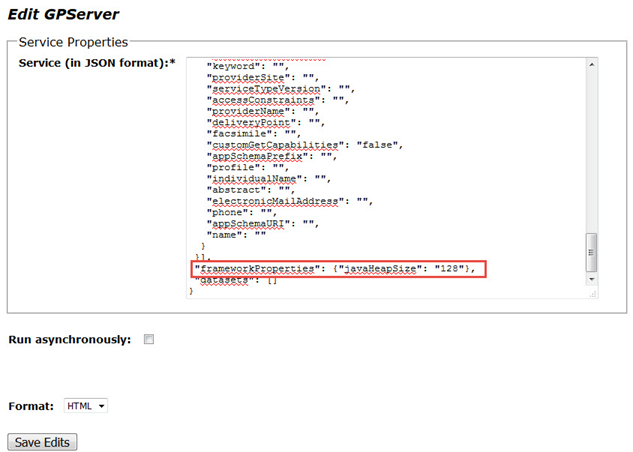 Edit GPServer
Service Properties
Service (in JSON format):*
"keyword": "",
"providerSite": "",
"serviceTypeVersion": "",
"accessConstraints": "",
"providerName": "",
"deliveryPoint": "",
"facsimile": "",
"customGetCapabilities": "false",
"appSchemaPrefix": "",
"profile": "",
"individualName": "",
"abstract": "",
"electronicMailAddress": "",
"phone": "",
"appSchemaURI": "",
"name": ""
}
}],
"frameworkProperties": {"javaHeapSize": "128"},
"datasets": []
}
Run asynchronously:
Format: HTML
Save Edits